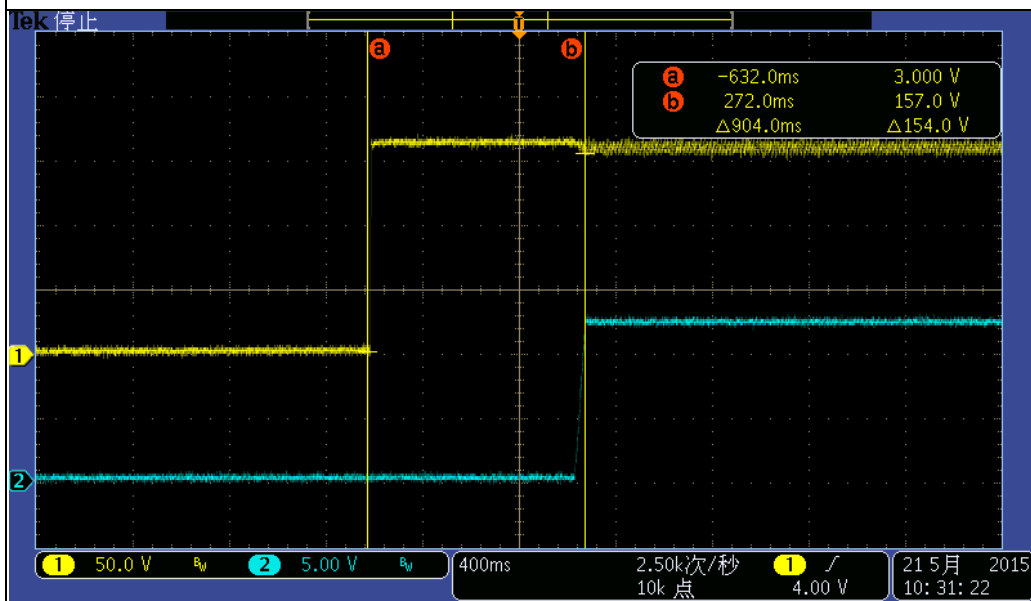 Tek 停止
T
a b
a -632.0ms 3.000 V
b 272.0ms 157.0 V
△904.0ms △154.0 V
1
2
1 50.0 V BW 2 5.00 V BW 400ms 2.50k次/秒 1 21 5月 2015
10k 点 4.00 V 10:31:22